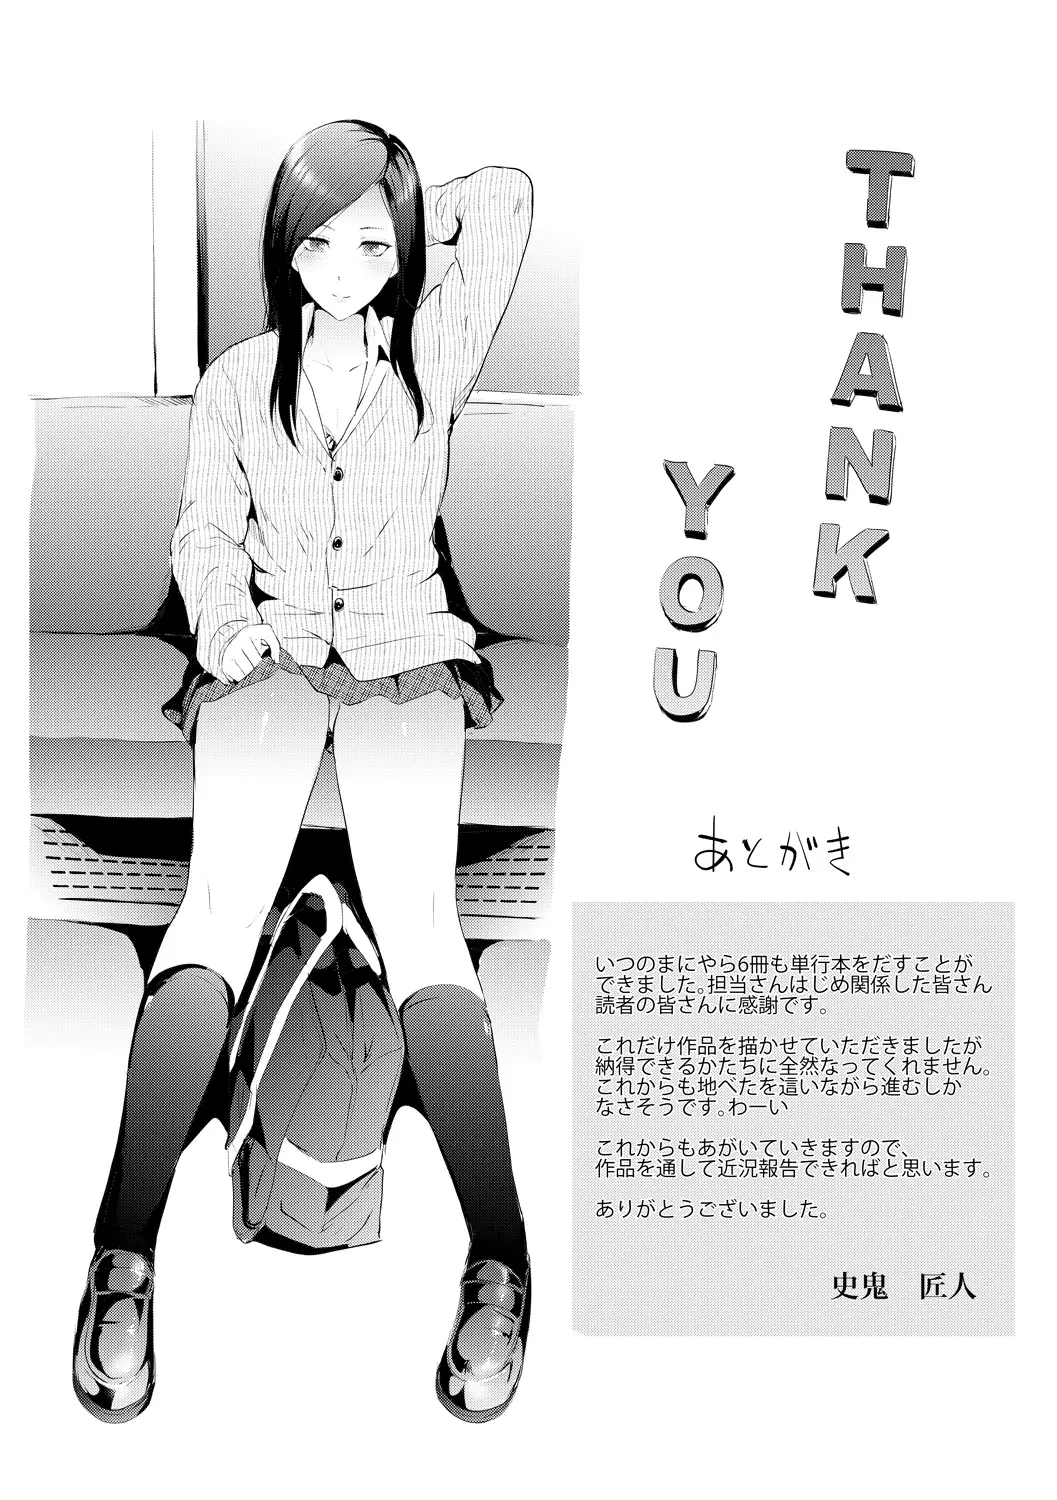 THANK
YOU
あとがき
いつのまにやら6冊も単行本をだすことが
できました。担当さんはじめ関係した皆さん
読者の皆さんに感謝です。
これだけ作品を描かせていただきましたが
納得できるかたちに全然なってくれません。
これからも地べたを這いながら進むしか
なさそうです。わーい
これからもあがいていきますので、
作品を通して近況報告できればと思います。
ありがとうございました。
史鬼　匠人